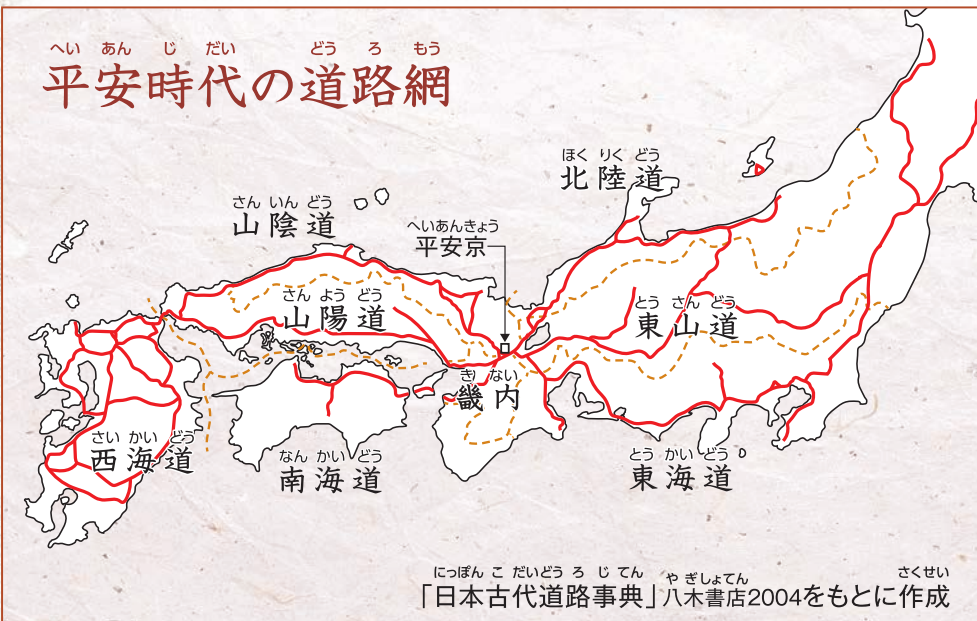 へいあんじだい どうろもう
平安時代の道路網
ほくりくどう
北陸道
さんいんどう
山陰道
へいあんきょう
平安京
さんようどう
山陽道
とうさんどう
東山道
きない
畿内
さいかいどう
西海道
なんかいどう
南海道
とうかいどう
東海道
にっぽんこだいどうろじてん やぎしょてん さくせい
「日本古代道路事典」八木書店2004をもとに作成